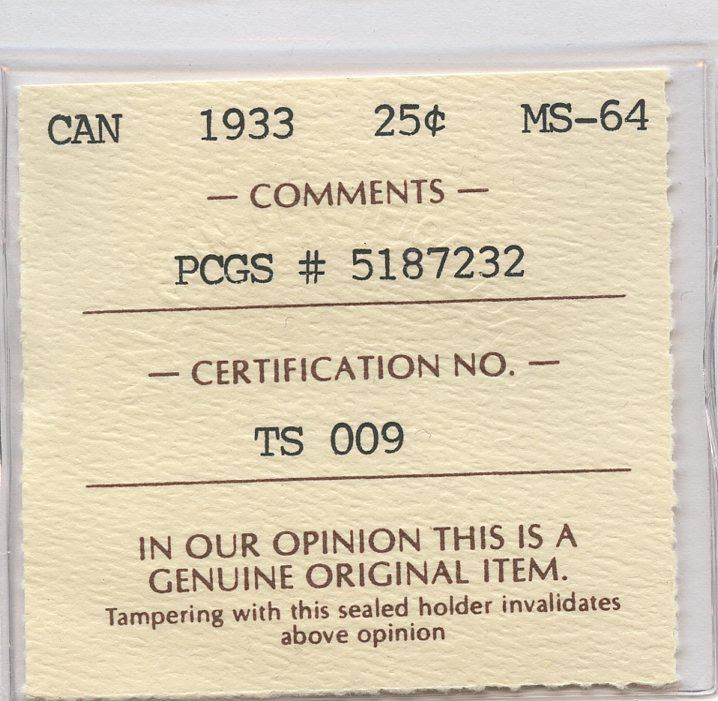 CAN 1933 25¢ MS-64
— COMMENTS —
PCGS # 5187232
— CERTIFICATION NO. —
TS 009
IN OUR OPINION THIS IS A
GENUINE ORIGINAL ITEM.
Tampering with this sealed holder invalidates
above opinion